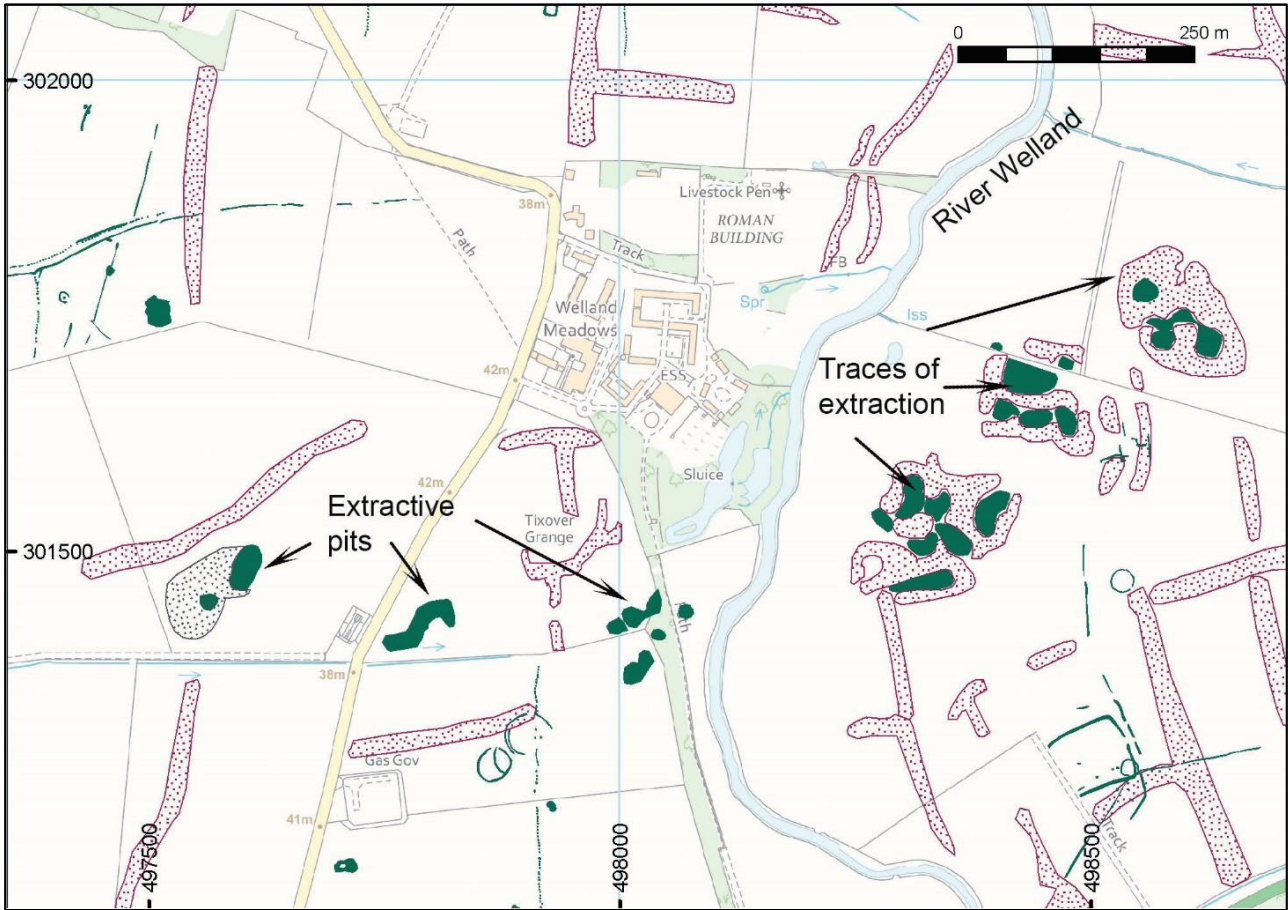 0 250 m
302000
River Welland
38m
Livestock Pen
ROMAN
BUILDING
Path
Track
FB
Spr
Iss
Welland
Meadows
ESS
42m
Traces of
extraction
Sluice
42m
Extractive
pits
Tixover
Grange
301500
Path
38m
Gas Gov
41m
Track
497500
498000
498500